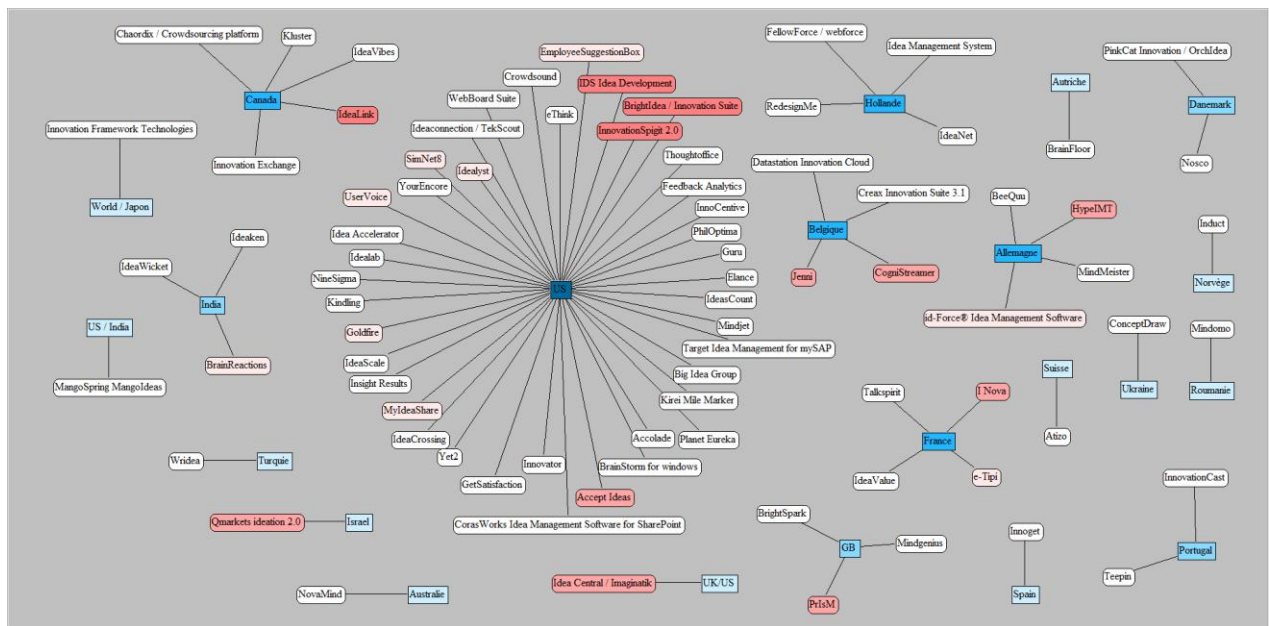 Chaordix / Crowdsourcing platform
Kluster
IdeaVibes
Canada
IdeaLink
Innovation Exchange
Innovation Framework Technologies
World / Japon
Ideaken
IdeaWicket
India
BrainReactions
US / India
MangoSpring MangoIdeas
Wridea
Turquie
Qmarkets ideation 2.0
Israel
NovaMind
Australie
EmployeeSuggestionBox
Crowdsound
IDS Idea Development
WebBoard Suite
BrightIdea / Innovation Suite
eThink
Ideaconnection / TekScout
InnovationSpigit 2.0
SimNet8
Idealyst
Thoughtoffice
YourEncore
Feedback Analytics
UserVoice
InnoCentive
Idea Accelerator
PhilOptima
Idealab
Guru
NineSigma
Elance
US
Kindling
IdeasCount
Goldfire
Mindjet
Target Idea Management for mySAP
IdeaScale
Big Idea Group
Insight Results
Kirei Mile Marker
MyIdeaShare
IdeaCrossing
Accolade
Planet Eureka
Yet2
Innovator
BrainStorm for windows
GetSatisfaction
Accept Ideas
CorasWorks Idea Management Software for SharePoint
Idea Central / Imaginatik
UK/US
FellowForce / webforce
Idea Management System
RedesignMe
Hollande
IdeaNet
Datastation Innovation Cloud
Creax Innovation Suite 3.1
Belgique
Jenni
CogniStreamer
Autriche
BrainFloor
PinkCat Innovation / OrchIdea
Danemark
Nosco
BeeQuu
HypeIMT
Allemagne
MindMeister
id-Force® Idea Management Software
Induct
Norvège
ConceptDraw
Ukraine
Mindomo
Roumanie
Suisse
Atizo
Talkspirit
I Nova
France
IdeaValue
e-Tipi
BrightSpark
GB
Mindgenius
PrIsM
Innoget
Spain
InnovationCast
Portugal
Teepin